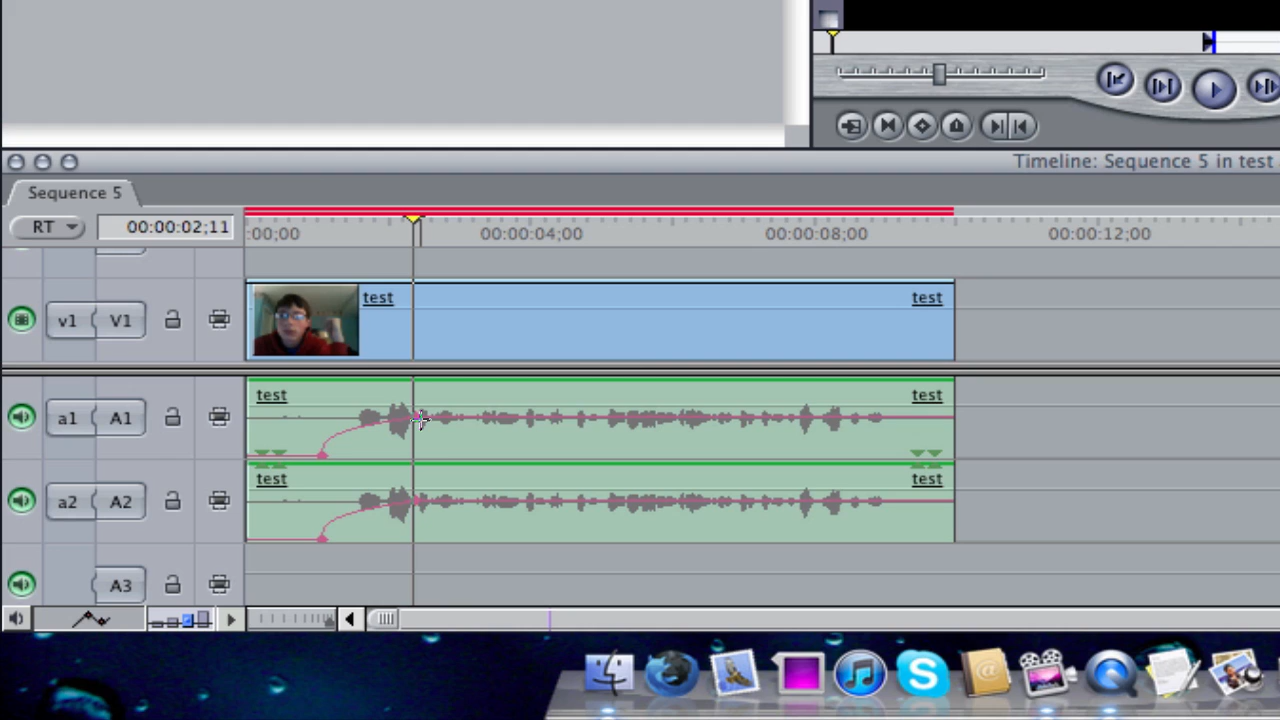 Timeline: Sequence 5 in test
Sequence 5
RT
00:00:02;11
:00;00
00:00:04;00
00:00:08;00
00:00:12;00
v1
V1
test
test
a1
A1
test
test
a2
A2
test
test
A3